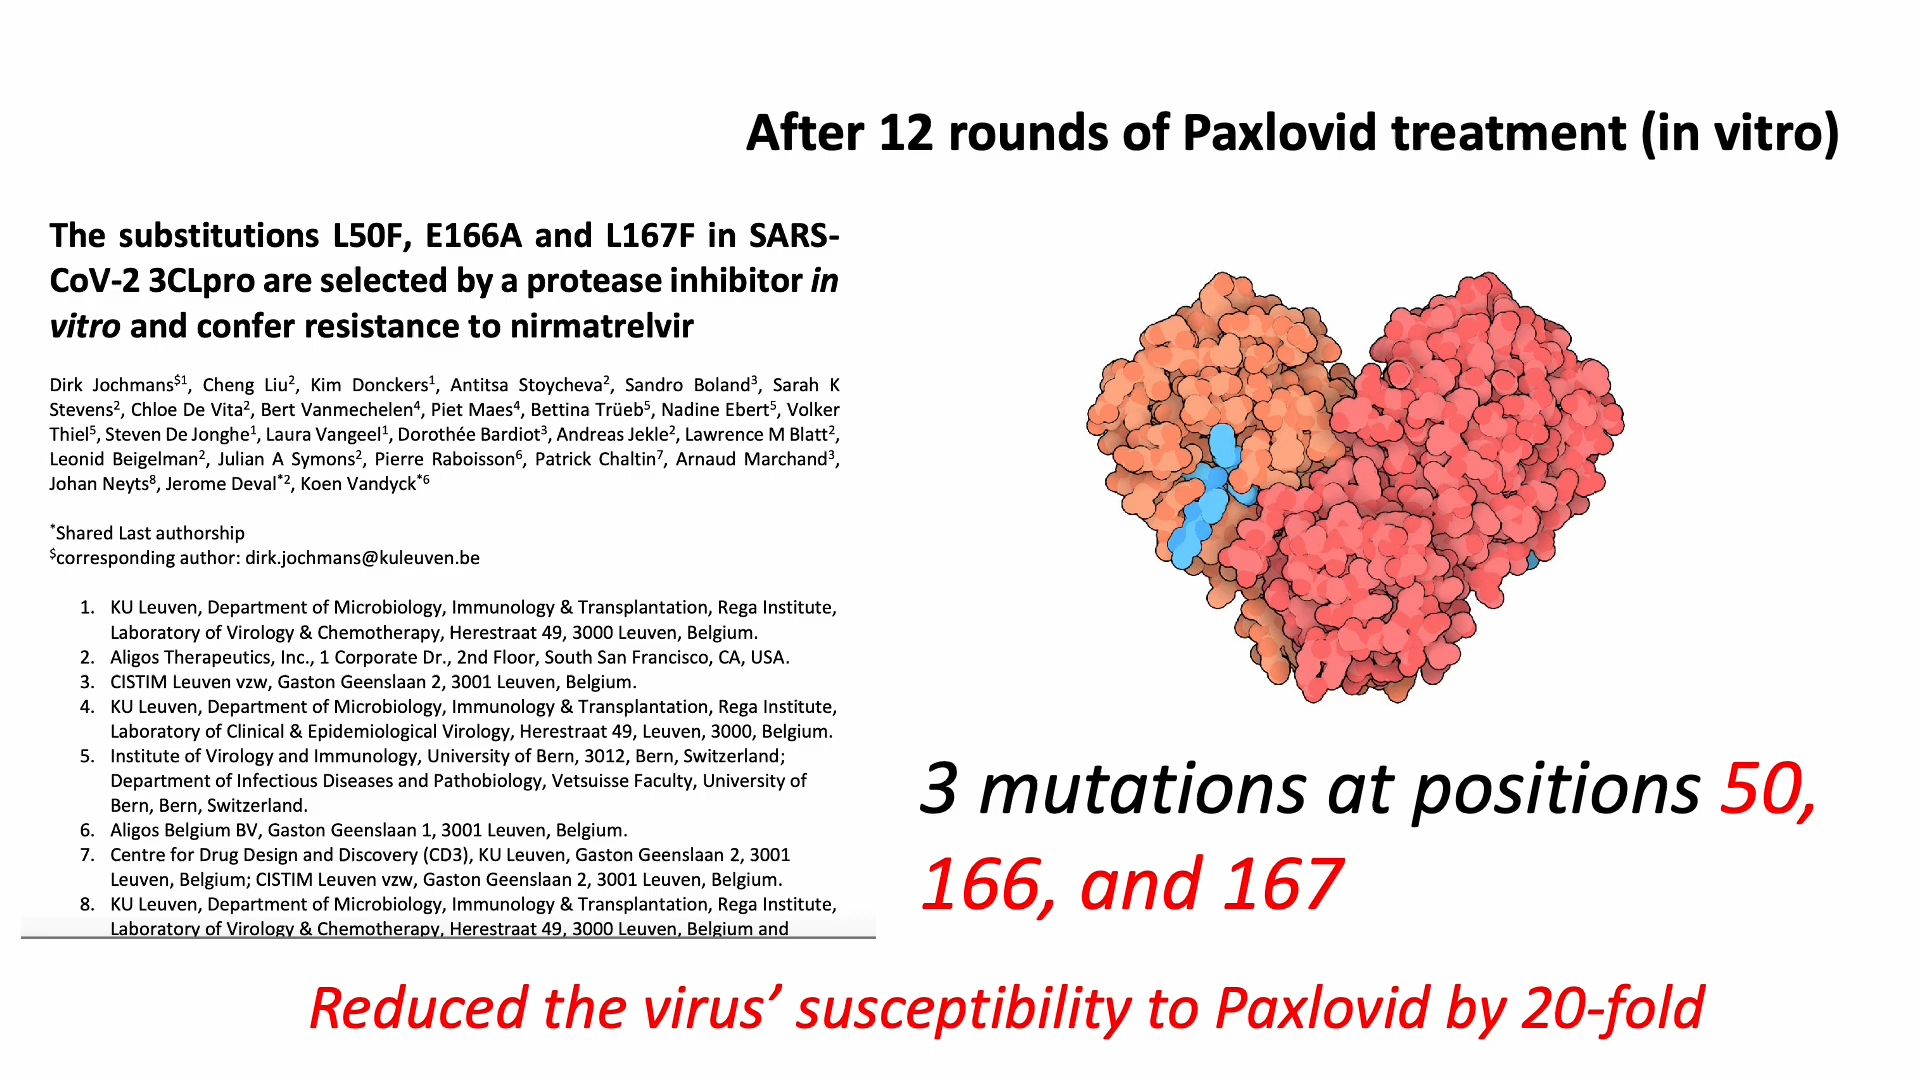 After 12 rounds of Paxlovid treatment (in vitro)
The substitutions L50F, E166A and L167F in SARS-
CoV-2 3CLpro are selected by a protease inhibitor in
vitro and confer resistance to nirmatrelvir
Dirk Jochmans$1, Cheng Liu2, Kim Donckers1, Antitsa Stoycheva2, Sandro Boland3, Sarah K
Stevens2, Chloe De Vita2, Bert Vanmechelen4, Piet Maes4, Bettina Trüeb5, Nadine Ebert5, Volker
Thiel5, Steven De Jonghe1, Laura Vangeel1, Dorothée Bardiot3, Andreas Jekle2, Lawrence M Blatt2,
Leonid Beigelman2, Julian A Symons2, Pierre Raboisson6, Patrick Chaltin7, Arnaud Marchand3,
Johan Neyts8, Jerome Deval*2, Koen Vandyck*6
*Shared Last authorship
$corresponding author: dirk.jochmans@kuleuven.be
1. KU Leuven, Department of Microbiology, Immunology & Transplantation, Rega Institute,
Laboratory of Virology & Chemotherapy, Herestraat 49, 3000 Leuven, Belgium.
2. Aligos Therapeutics, Inc., 1 Corporate Dr., 2nd Floor, South San Francisco, CA, USA.
3. CISTIM Leuven vzw, Gaston Geenslaan 2, 3001 Leuven, Belgium.
4. KU Leuven, Department of Microbiology, Immunology & Transplantation, Rega Institute,
Laboratory of Clinical & Epidemiological Virology, Herestraat 49, Leuven, 3000, Belgium.
5. Institute of Virology and Immunology, University of Bern, 3012, Bern, Switzerland;
Department of Infectious Diseases and Pathobiology, Vetsuisse Faculty, University of
Bern, Bern, Switzerland.
6. Aligos Belgium BV, Gaston Geenslaan 1, 3001 Leuven, Belgium.
7. Centre for Drug Design and Discovery (CD3), KU Leuven, Gaston Geenslaan 2, 3001
Leuven, Belgium; CISTIM Leuven vzw, Gaston Geenslaan 2, 3001 Leuven, Belgium.
8. KU Leuven, Department of Microbiology, Immunology & Transplantation, Rega Institute,
Laboratory of Virology & Chemotherapy, Herestraat 49, 3000 Leuven, Belgium and
3 mutations at positions 50,
166, and 167
Reduced the virus’ susceptibility to Paxlovid by 20-fold